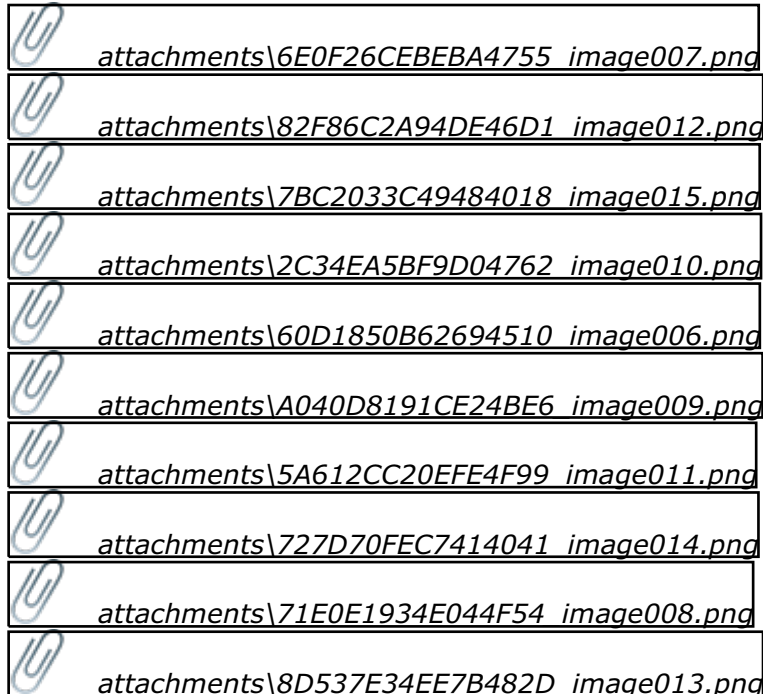 attachments\6E0F26CEBEBA4755_image007.png
attachments\82F86C2A94DE46D1_image012.png
attachments\7BC2033C49484018_image015.png
attachments\2C34EA5BF9D04762_image010.png
attachments\60D1850B62694510_image006.png
attachments\A040D8191CE24BE6_image009.png
attachments\5A612CC20EFE4F99_image011.png
attachments\727D70FEC7414041_image014.png
attachments\71E0E1934E044F54_image008.png
attachments\8D537E34EE7B482D_image013.png